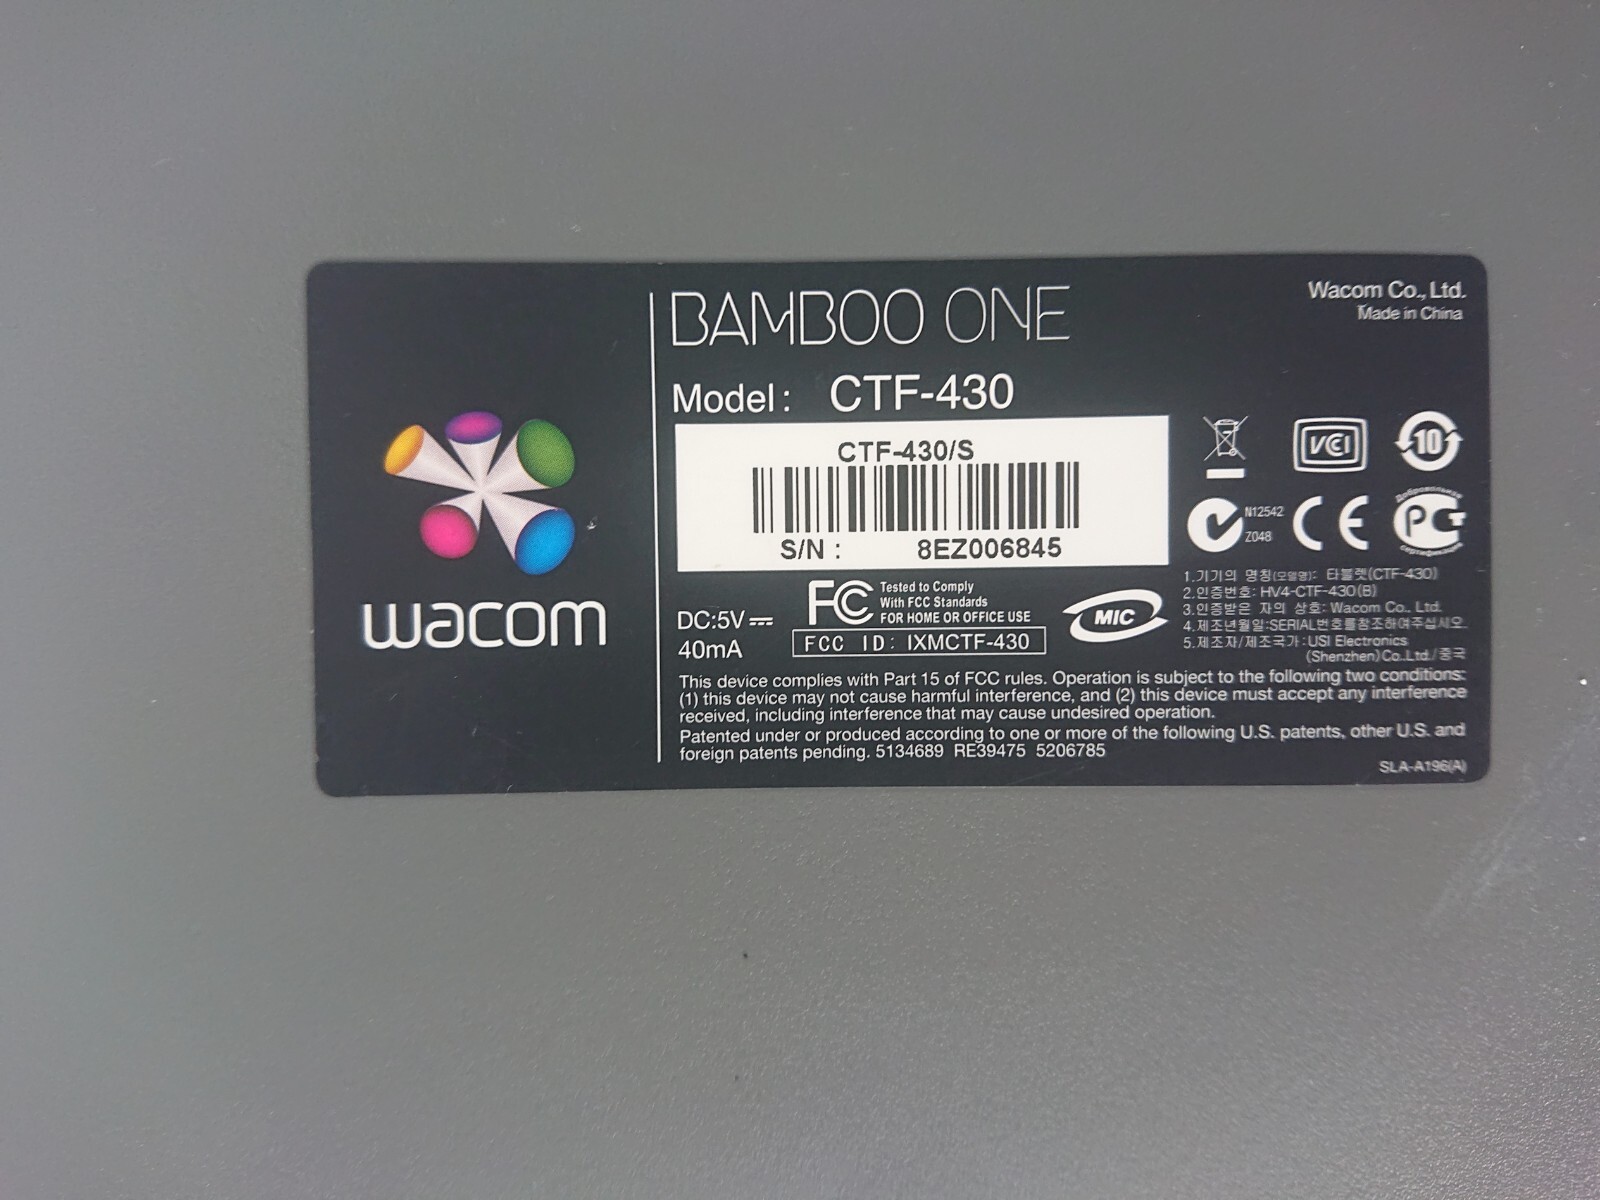 BAMBOO ONE
Wacom Co., Ltd.
Made in China
Model: CTF-430
CTF-430/S
S/N : 8EZ006845
wacom
VCI
10
N12542
Z048
CE
Добровольная
РСТ
сертификация
DC:5V
40mA
FC Tested to Comply
With FCC Standards
FOR HOME OR OFFICE USE
FCC ID: IXMCTF-430
MIC
1.기기의 명칭(모델명): 타블렛(CTF-430)
2.인증번호: HV4-CTF-430(B)
3.인증받은 자의 상호: Wacom Co., Ltd.
4.제조년월일:SERIAL번호를참조하여주십시오.
5.제조자/제조국가:USI Electronics
(Shenzhen)Co.Ltd./중국
This device complies with Part 15 of FCC rules. Operation is subject to the following two conditions:
(1) this device may not cause harmful interference, and (2) this device must accept any interference
received, including interference that may cause undesired operation.
Patented under or produced according to one or more of the following U.S. patents, other U.S. and
foreign patents pending. 5134689 RE39475 5206785
SLA-A196(A)